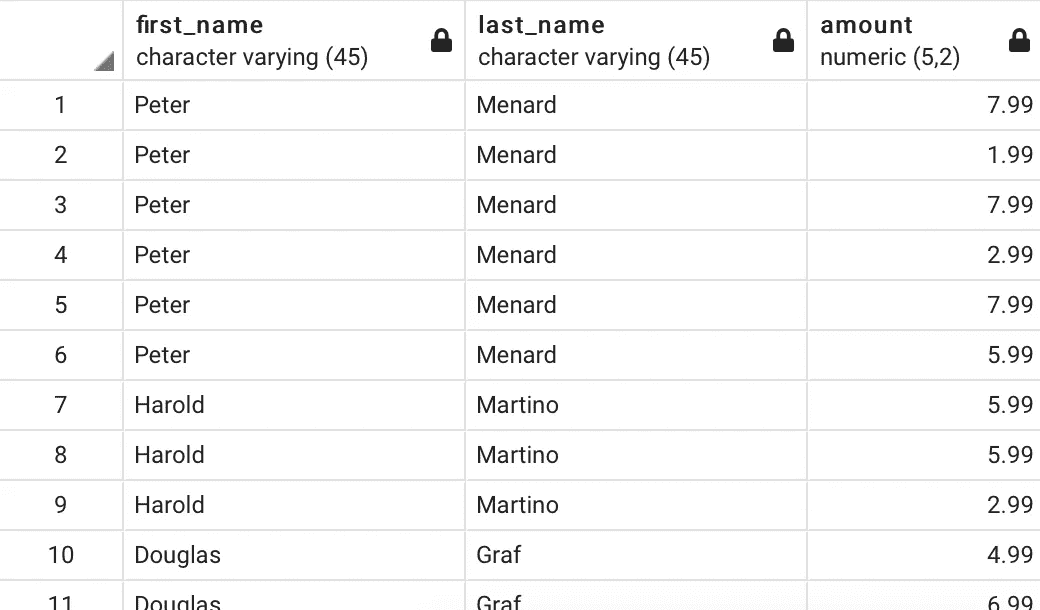 first_name last_name amount
character varying (45) character varying (45) numeric (5,2)
1 Peter Menard 7.99
2 Peter Menard 1.99
3 Peter Menard 7.99
4 Peter Menard 2.99
5 Peter Menard 7.99
6 Peter Menard 5.99
7 Harold Martino 5.99
8 Harold Martino 5.99
9 Harold Martino 2.99
10 Douglas Graf 4.99
11 Douglas Graf 6.99